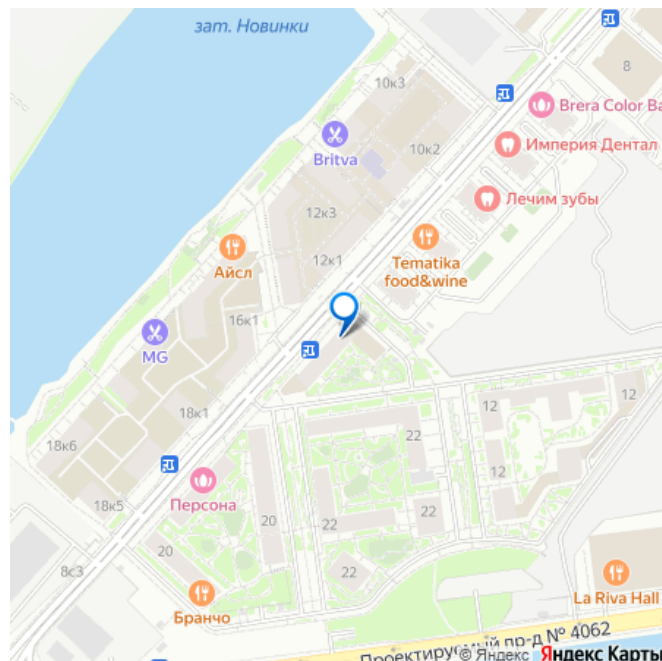 зат. Новинки
8
10к3
Brera Color Ba
Britva
10к2
Империя Дентал
Лечим зубы
12к3
Айсл
12к1
Tematika
food&wine
16к1
MG
18к1
12
12
22
18к6
12
22
Персона
18к5
20
22
22
20
22
8с3
La Riva Hall
Бранчо
Проектируемый пр-д № 4062
© Яндекс Яндекс Карты